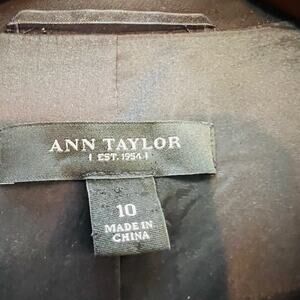 ANN TAYLOR
| EST. 1954 |
10
MADE IN
CHINA